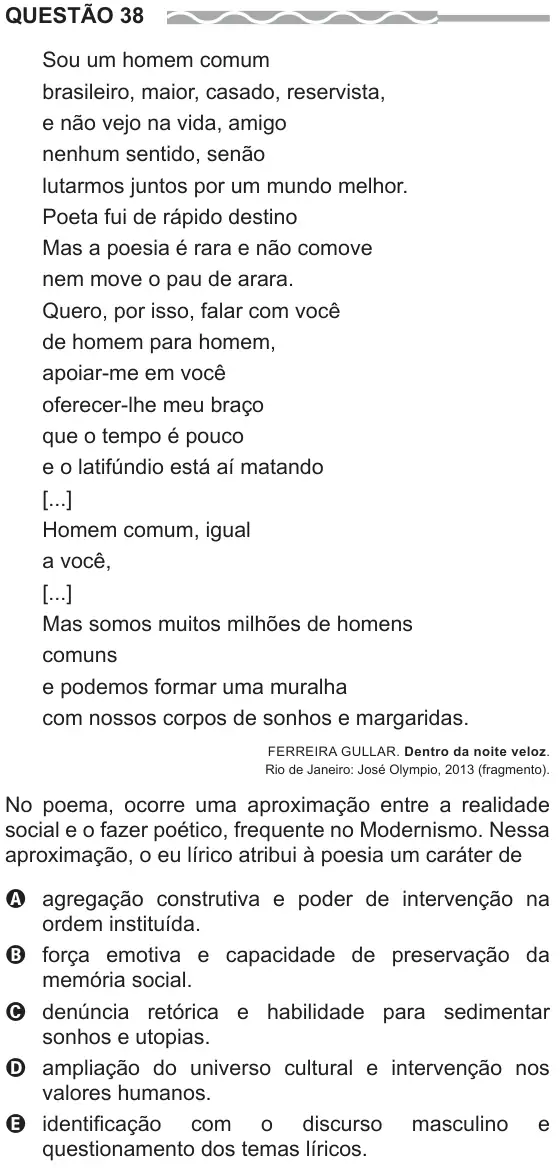 QUESTÃO 38
Sou um homem comum
brasileiro, maior, casado, reservista,
e não vejo na vida, amigo
nenhum sentido, senão
lutarmos juntos por um mundo melhor.
Poeta fui de rápido destino
Mas a poesia é rara e não comove
nem move o pau de arara.
Quero, por isso, falar com você
de homem para homem,
apoiar-me em você
oferecer-lhe meu braço
que o tempo é pouco
e o latifúndio está aí matando
[...]
Homem comum, igual
a você,
[...]
Mas somos muitos milhões de homens
comuns
e podemos formar uma muralha
com nossos corpos de sonhos e margaridas.
FERREIRA GULLAR. Dentro da noite veloz.
Rio de Janeiro: José Olympio, 2013 (fragmento).
No poema, ocorre uma aproximação entre a realidade
social e o fazer poético, frequente no Modernismo. Nessa
aproximação, o eu lírico atribui à poesia um caráter de
A agregação construtiva e poder de intervenção na
ordem instituída.
B força emotiva e capacidade de preservação da
memória social.
C denúncia retórica e habilidade para sedimentar
sonhos e utopias.
D ampliação do universo cultural e intervenção nos
valores humanos.
E identificação com o discurso masculino e
questionamento dos temas líricos.